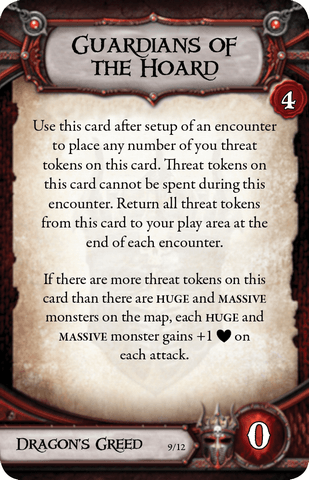 Guardians of
the Hoard
4
Use this card after setup of an encounter
to place any number of you threat
tokens on this card. Threat tokens on
this card cannot be spent during this
encounter. Return all threat tokens
from this card to your play area at the
end of each encounter.
If there are more threat tokens on this
card than there are HUGE and MASSIVE
monsters on the map, each HUGE and
MASSIVE monster gains +1 ♥ on
each attack.
Dragon's Greed 9/12
0